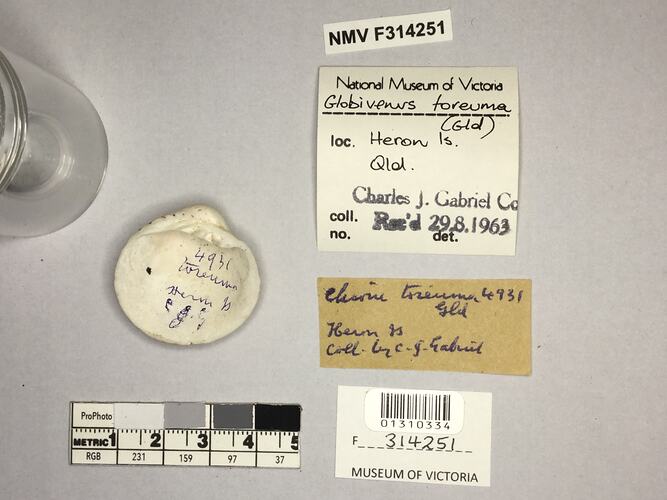 NMV F314251
National Museum of Victoria
Globivenus toreuma
(Gld)
loc. Heron Is.
Qld.
Charles J. Gabriel Co
coll. Rec'd 29.8.1963
no. det.
4931
toreuma
Heron Is
C.J.G
Chione toreuma 4931
Gld
Heron Is
Coll. by C. J. Gabriel
01310334
F 314251
MUSEUM OF VICTORIA
ProPhoto
METRIC 1 2 3 4 5
RGB 231 159 97 37